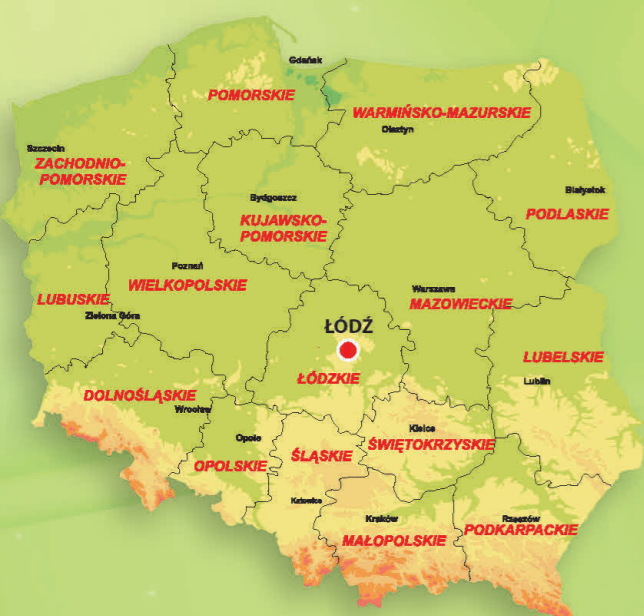 Gdańsk
POMORSKIE
WARMIŃSKO-MAZURSKIE
Olsztyn
Szczecin
ZACHODNIO-
POMORSKIE
Bydgoszcz
KUJAWSKO-
POMORSKIE
Białystok
PODLASKIE
Poznań
WIELKOPOLSKIE
LUBUSKIE
Zielona Góra
Warszawa
MAZOWIECKIE
ŁÓDŹ
ŁÓDZKIE
LUBELSKIE
Lublin
DOLNOŚLĄSKIE
Wrocław
Opole
OPOLSKIE
ŚLĄSKIE
Katowice
Kielce
ŚWIĘTOKRZYSKIE
Kraków
MAŁOPOLSKIE
Rzeszów
PODKARPACKIE